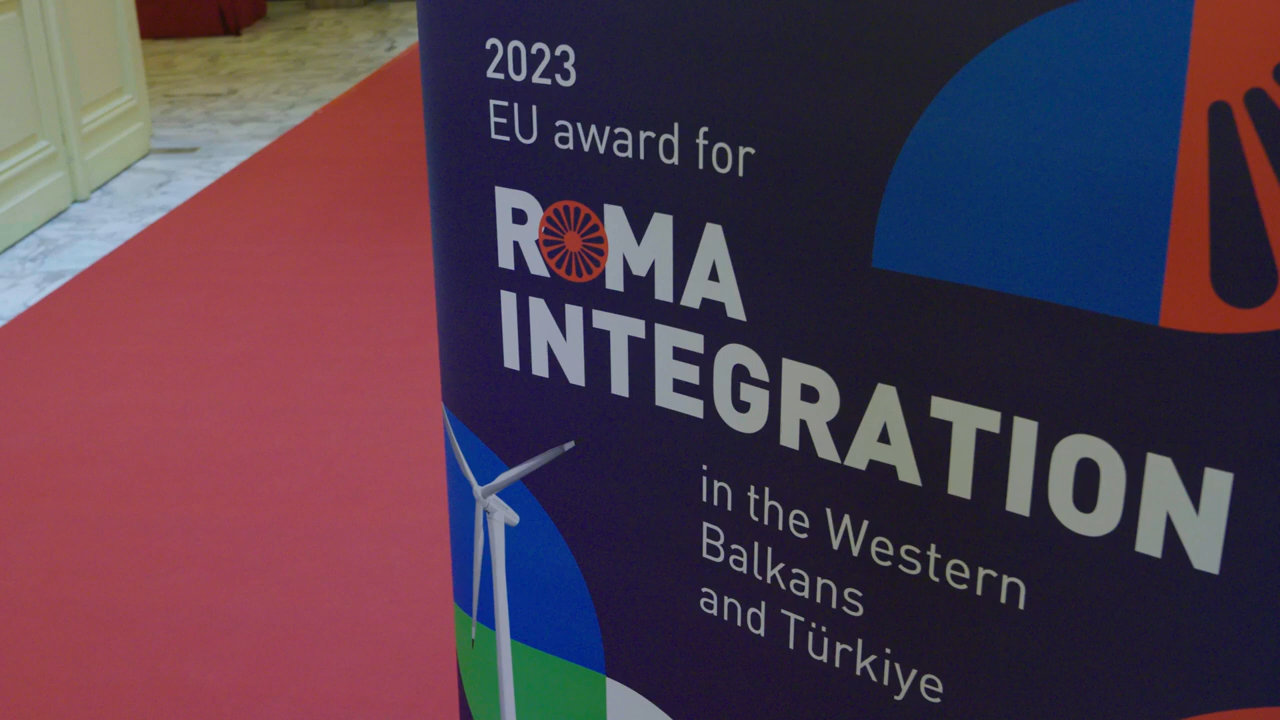 2023
EU award for
ROMA
INTEGRATION
in the Western
Balkans
and Türkiye